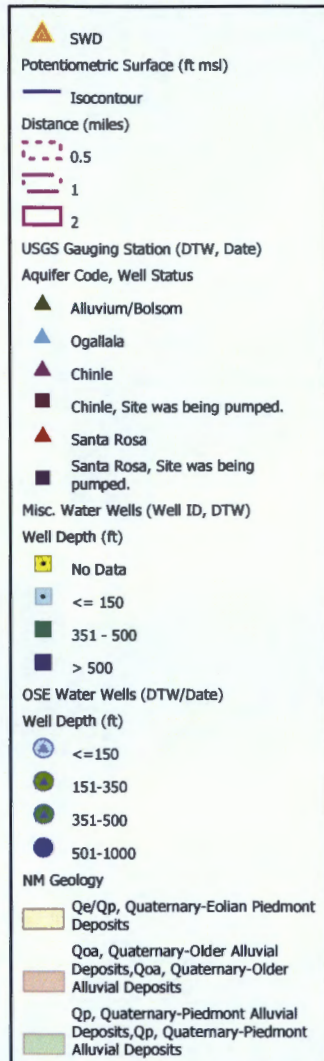 SWD
Potentiometric Surface (ft msl)
Isocontour
Distance (miles)
0.5
1
2
USGS Gauging Station (DTW, Date)
Aquifer Code, Well Status
Alluvium/Bolsom
Ogallala
Chinle
Chinle, Site was being pumped.
Santa Rosa
Santa Rosa, Site was being
pumped.
Misc. Water Wells (Well ID, DTW)
Well Depth (ft)
No Data
<= 150
351 - 500
> 500
OSE Water Wells (DTW/Date)
Well Depth (ft)
<=150
151-350
351-500
501-1000
NM Geology
Qe/Qp, Quaternary-Eolian Piedmont
Deposits
Qoa, Quaternary-Older Alluvial
Deposits,Qoa, Quaternary-Older
Alluvial Deposits
Qp, Quaternary-Piedmont Alluvial
Deposits,Qp, Quaternary-Piedmont
Alluvial Deposits